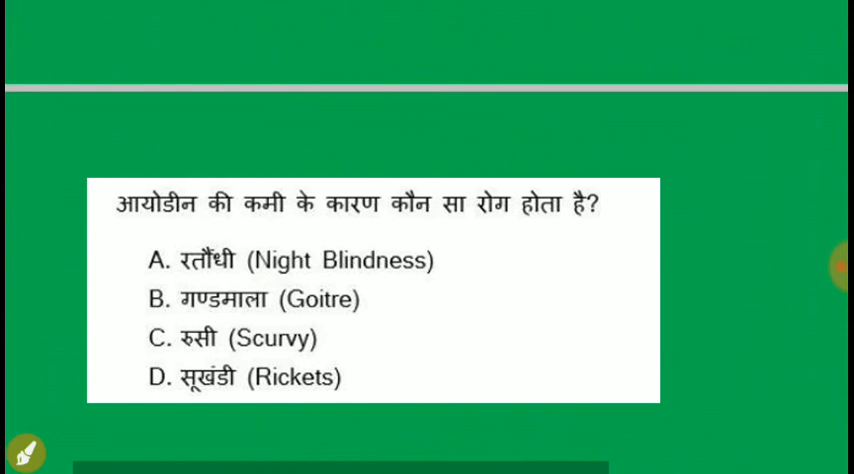 आयोडीन की कमी के कारण कौन सा रोग होता है?
A. रतौंधी (Night Blindness)
B. गण्डमाला (Goitre)
C. रुसी (Scurvy)
D. सूखंडी (Rickets)